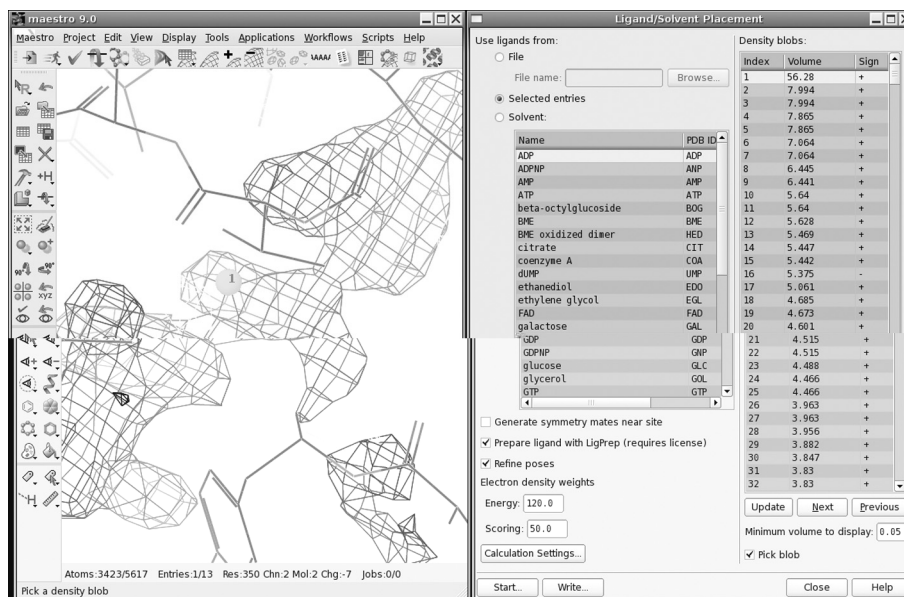 maestro 9.0
Maestro Project Edit View Display Tools Applications Workflows Scripts Help
1
Atoms:3423/5617 Entries:1/13 Res:350 Chn:2 Mol:2 Chg:-7 Jobs:0/0
Pick a density blob
Ligand/Solvent Placement
Use ligands from:
File
File name:
Browse...
Selected entries
Solvent:
Name PDB ID
ADP ADP
ADPNP ANP
AMP AMP
ATP ATP
beta-octylglucoside BOG
BME BME
BME oxidized dimer HED
citrate CIT
coenzyme A COA
dUMP UMP
ethanediol EDO
ethylene glycol EGL
FAD FAD
galactose GAL
GDP GDP
GDPNP GNP
glucose GLC
glycerol GOL
GTP GTP
Generate symmetry mates near site
Prepare ligand with LigPrep (requires license)
Refine poses
Electron density weights
Energy: 120.0
Scoring: 50.0
Calculation Settings...
Start... Write...
Density blobs:
Index Volume Sign
1 56.28 +
2 7.994 +
3 7.994 +
4 7.865 +
5 7.865 +
6 7.064 +
7 7.064 +
8 6.445 +
9 6.441 +
10 5.64 +
11 5.64 +
12 5.628 +
13 5.469 +
14 5.447 +
15 5.442 +
16 5.375 -
17 5.061 +
18 4.685 +
19 4.673 +
20 4.601 +
21 4.515 +
22 4.515 +
23 4.488 +
24 4.466 +
25 4.466 +
26 3.963 +
27 3.963 +
28 3.956 +
29 3.882 +
30 3.847 +
31 3.83 +
32 3.83 +
Update Next Previous
Minimum volume to display: 0.05
Pick blob
Close Help